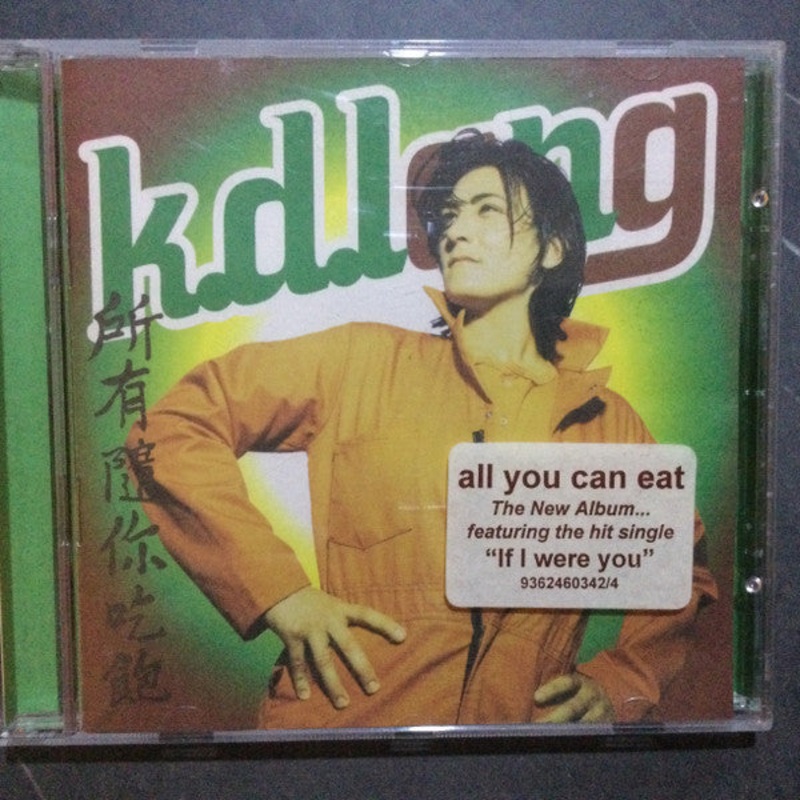 k.d.lang
所有隨你吃飽
all you can eat
The New Album...
featuring the hit single
“If I were you”
9362460342/4